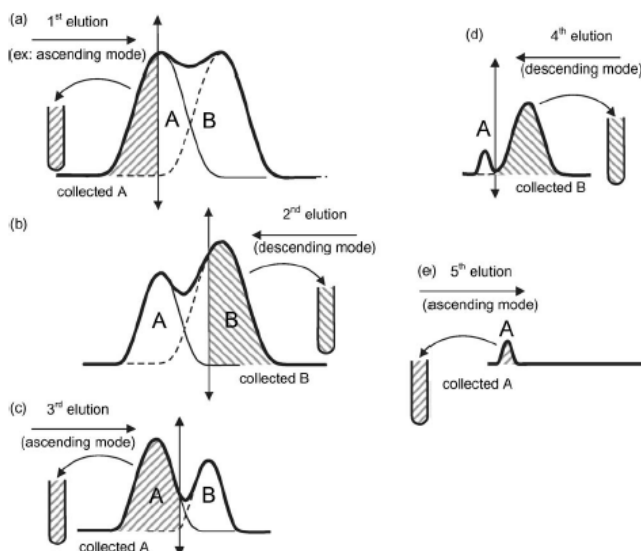 (a)
1st elution
(ex: ascending mode)
A
B
collected A
(b)
2nd elution
(descending mode)
A
B
collected B
(c)
3rd elution
(ascending mode)
A
B
collected A
(d)
4th elution
(descending mode)
A
B
collected B
(e)
5th elution
(ascending mode)
A
collected A